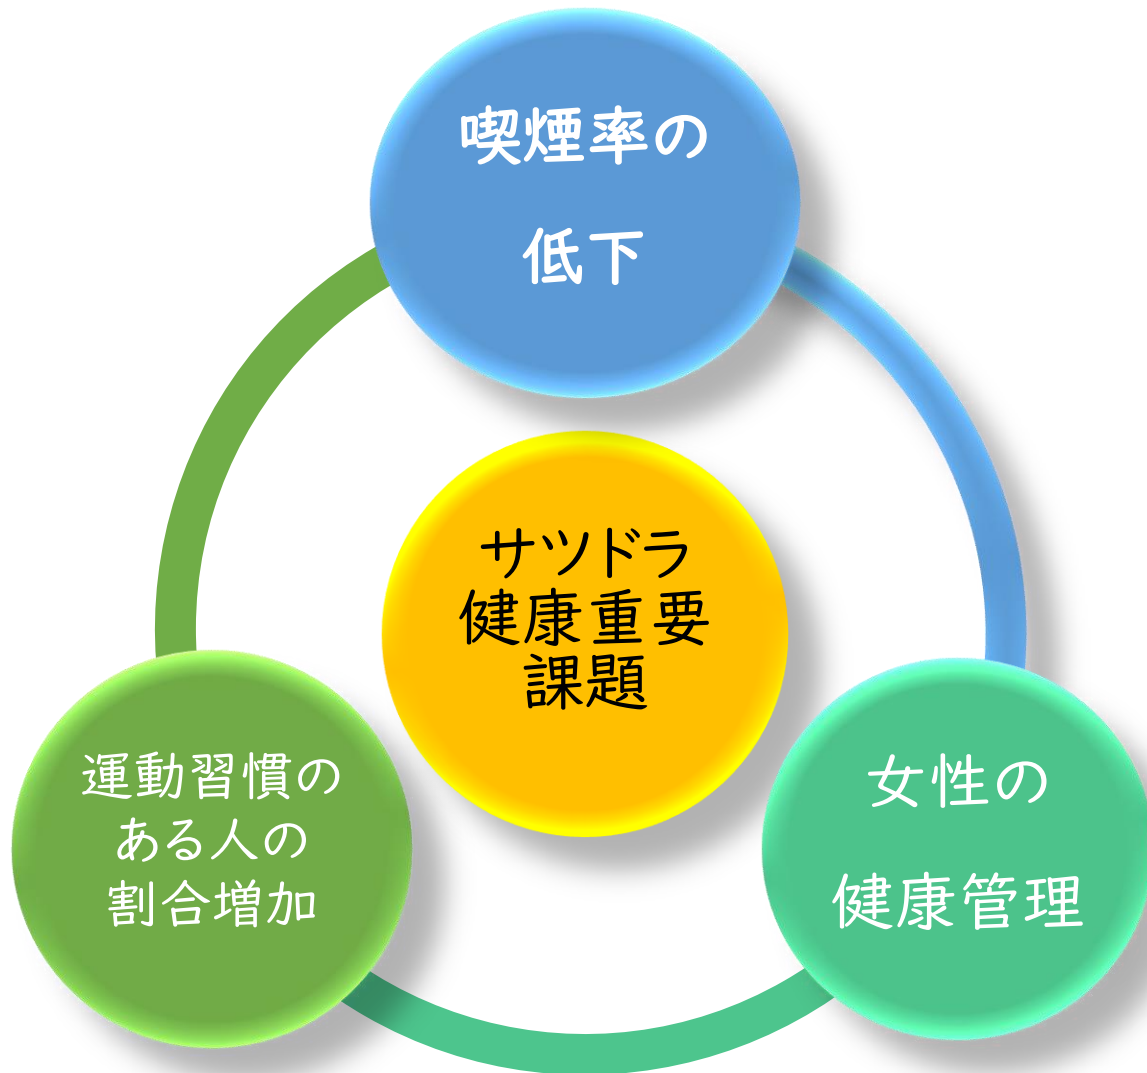 喫煙率の
低下
サツドラ
健康重要
課題
運動習慣の
ある人の
割合増加
女性の
健康管理